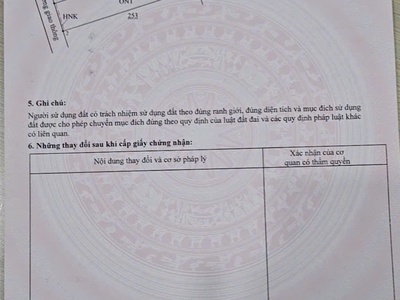 ONT
HNK
253
giao thông
2
5. Ghi chú:
Người sử dụng đất có trách nhiệm sử dụng đất theo đúng ranh giới, đúng diện tích và mục đích sử dụng
đất được cho phép chuyển mục đích đúng theo quy định của luật đất đai và các quy định pháp luật khác
có liên quan.
6. Những thay đổi sau khi cấp giấy chứng nhận:
Nội dung thay đổi và cơ sở pháp lý
Xác nhận của cơ
quan có thẩm quyền